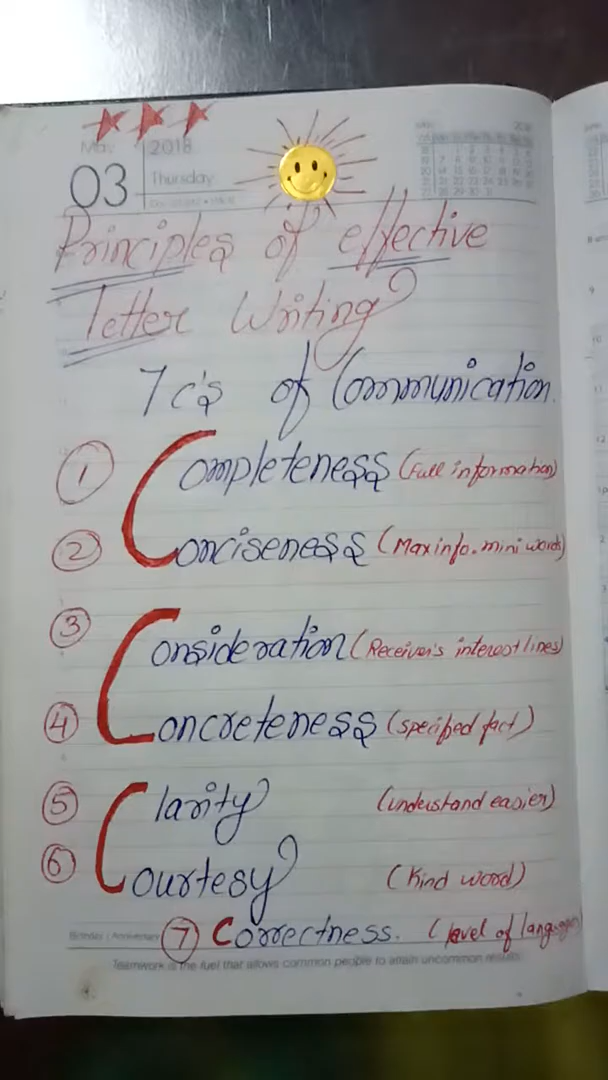 May 2018
03 Thursday
Principles of effective
letter Writing
7 c's of Communication
1 Completeness (Full information)
2 Conciseness (Max info. mini words)
3 Consideration (Receiver's interest lines)
4 Concreteness (specified fact)
5 Clarity (understand easier)
6 Courtesy (Kind word)
Birthday / Anniversary 7 Correctness. (level of language)
Teamwork is the fuel that allows common people to attain uncommon results